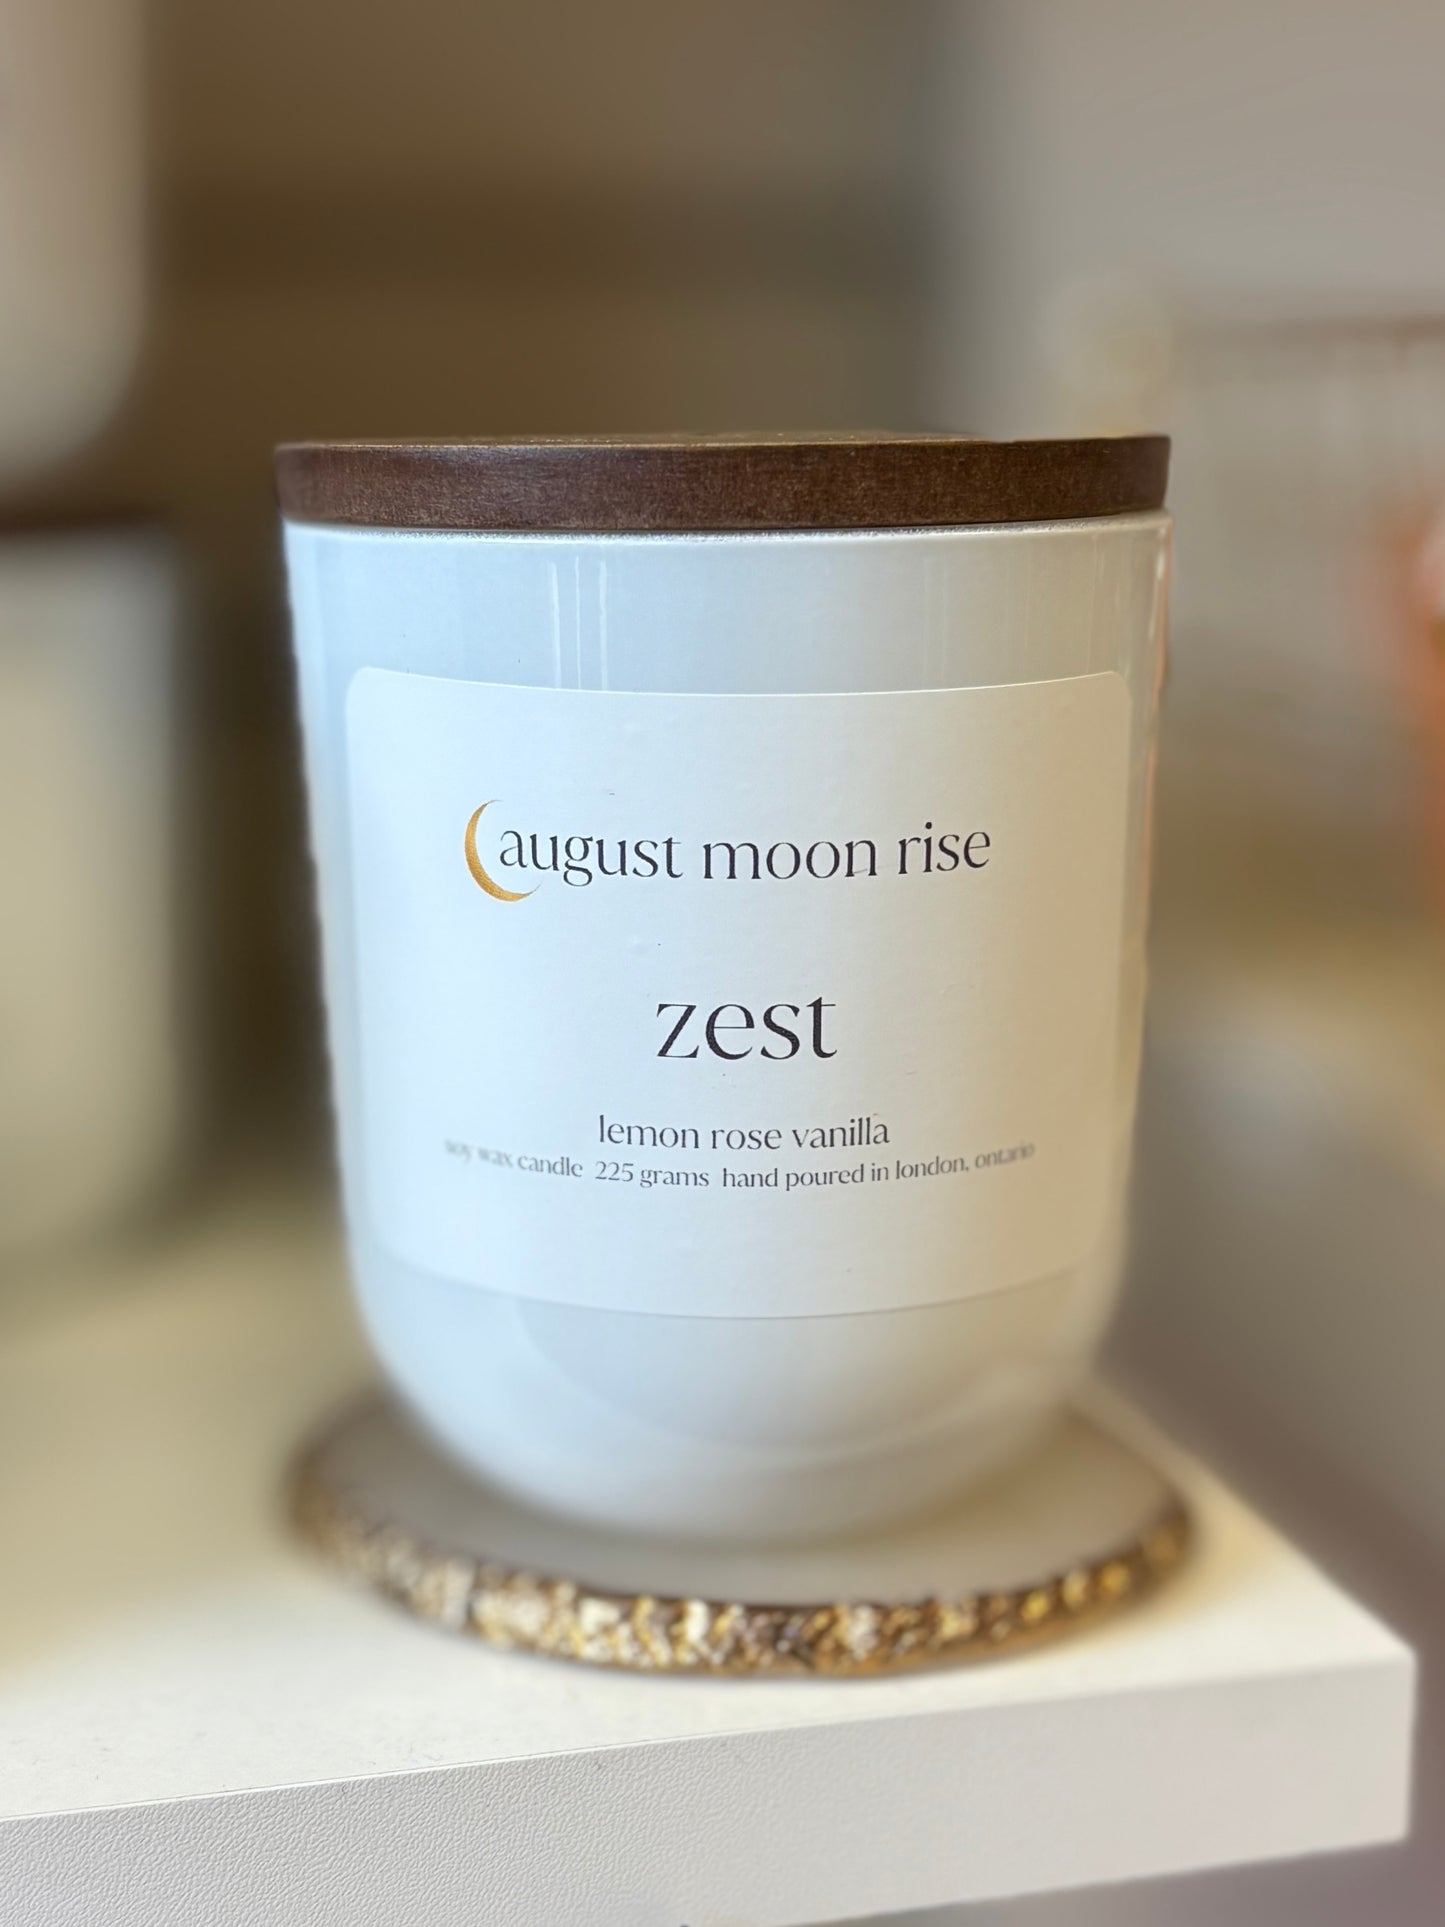 august moon rise
zest
lemon rose vanilla
soy wax candle 225 grams hand poured in london, ontario